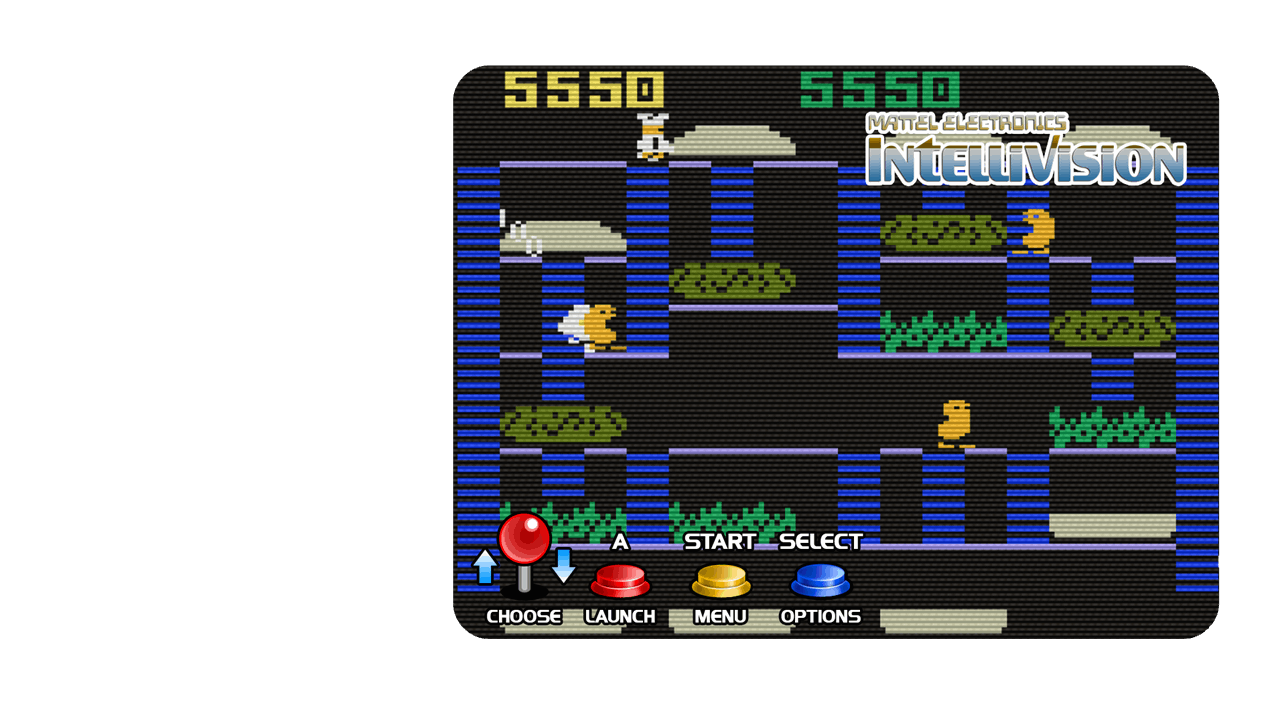 5550 5550
MATTEL ELECTRONICS
INTELLIVISION
A START SELECT
CHOOSE LAUNCH MENU OPTIONS